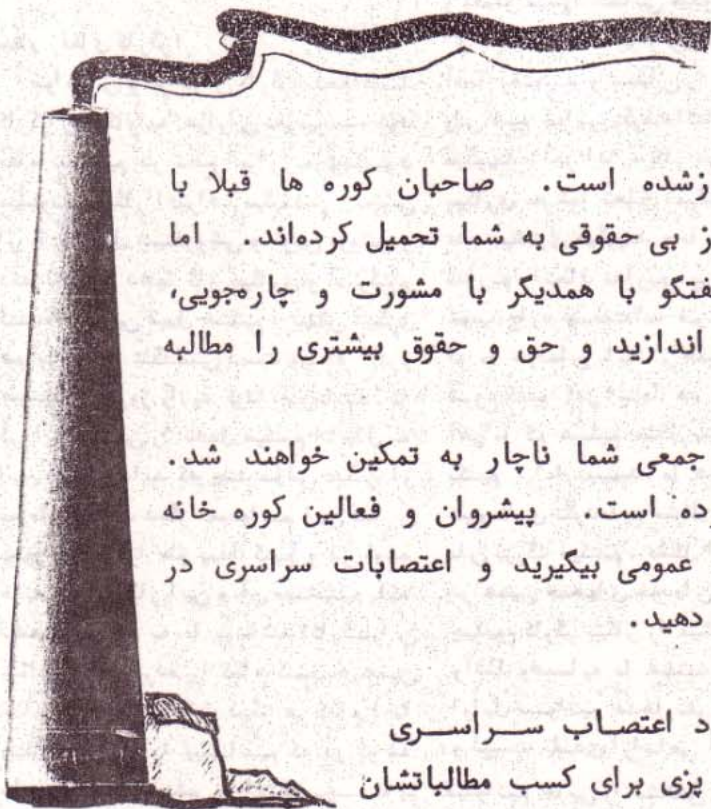 زشده است. صاحبان کوره ها قبلا با
ز بی حقوقی به شما تحمیل کرده‌اند. اما
فتگو با همدیگر با مشورت و چاره‌جویی،
اندازید و حق و حقوق بیشتری را مطالبه
جمعی شما ناچار به تمکین خواهند شد.
ده است. پیشروان و فعالین کوره خانه
عمومی بیگیرید و اعتصابات سراسری در
دهید.
د اعتصاب ســراســری
پزی برای کسب مطالباتشان